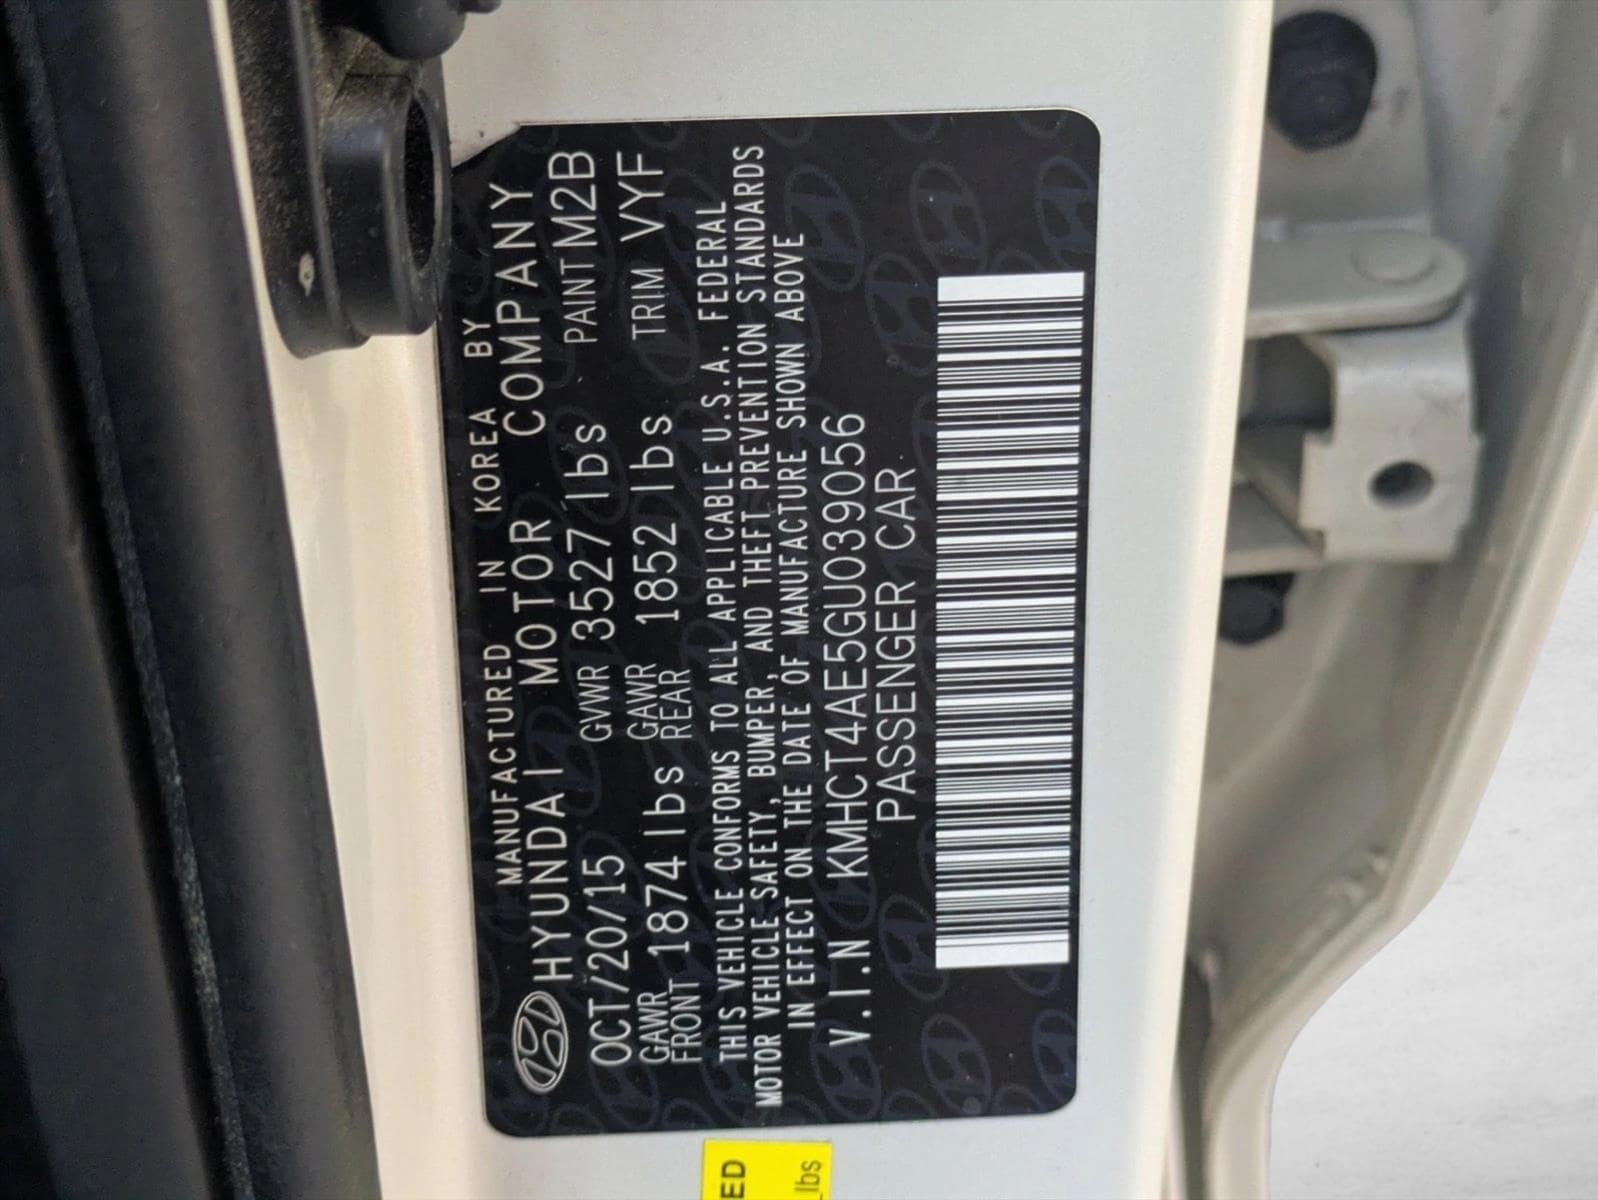 MANUFACTURED IN KOREA BY
HYUNDAI MOTOR COMPANY
OCT/20/15 GVWR 3527 lbs PAINT M2B
GAWR FRONT 1874 lbs GAWR REAR 1852 lbs TRIM VYF
THIS VEHICLE CONFORMS TO ALL APPLICABLE U.S.A. FEDERAL
MOTOR VEHICLE SAFETY, BUMPER, AND THEFT PREVENTION STANDARDS
IN EFFECT ON THE DATE OF MANUFACTURE SHOWN ABOVE
V.I.N KMHCT4AE5GU039056
PASSENGER CAR
ED
lbs